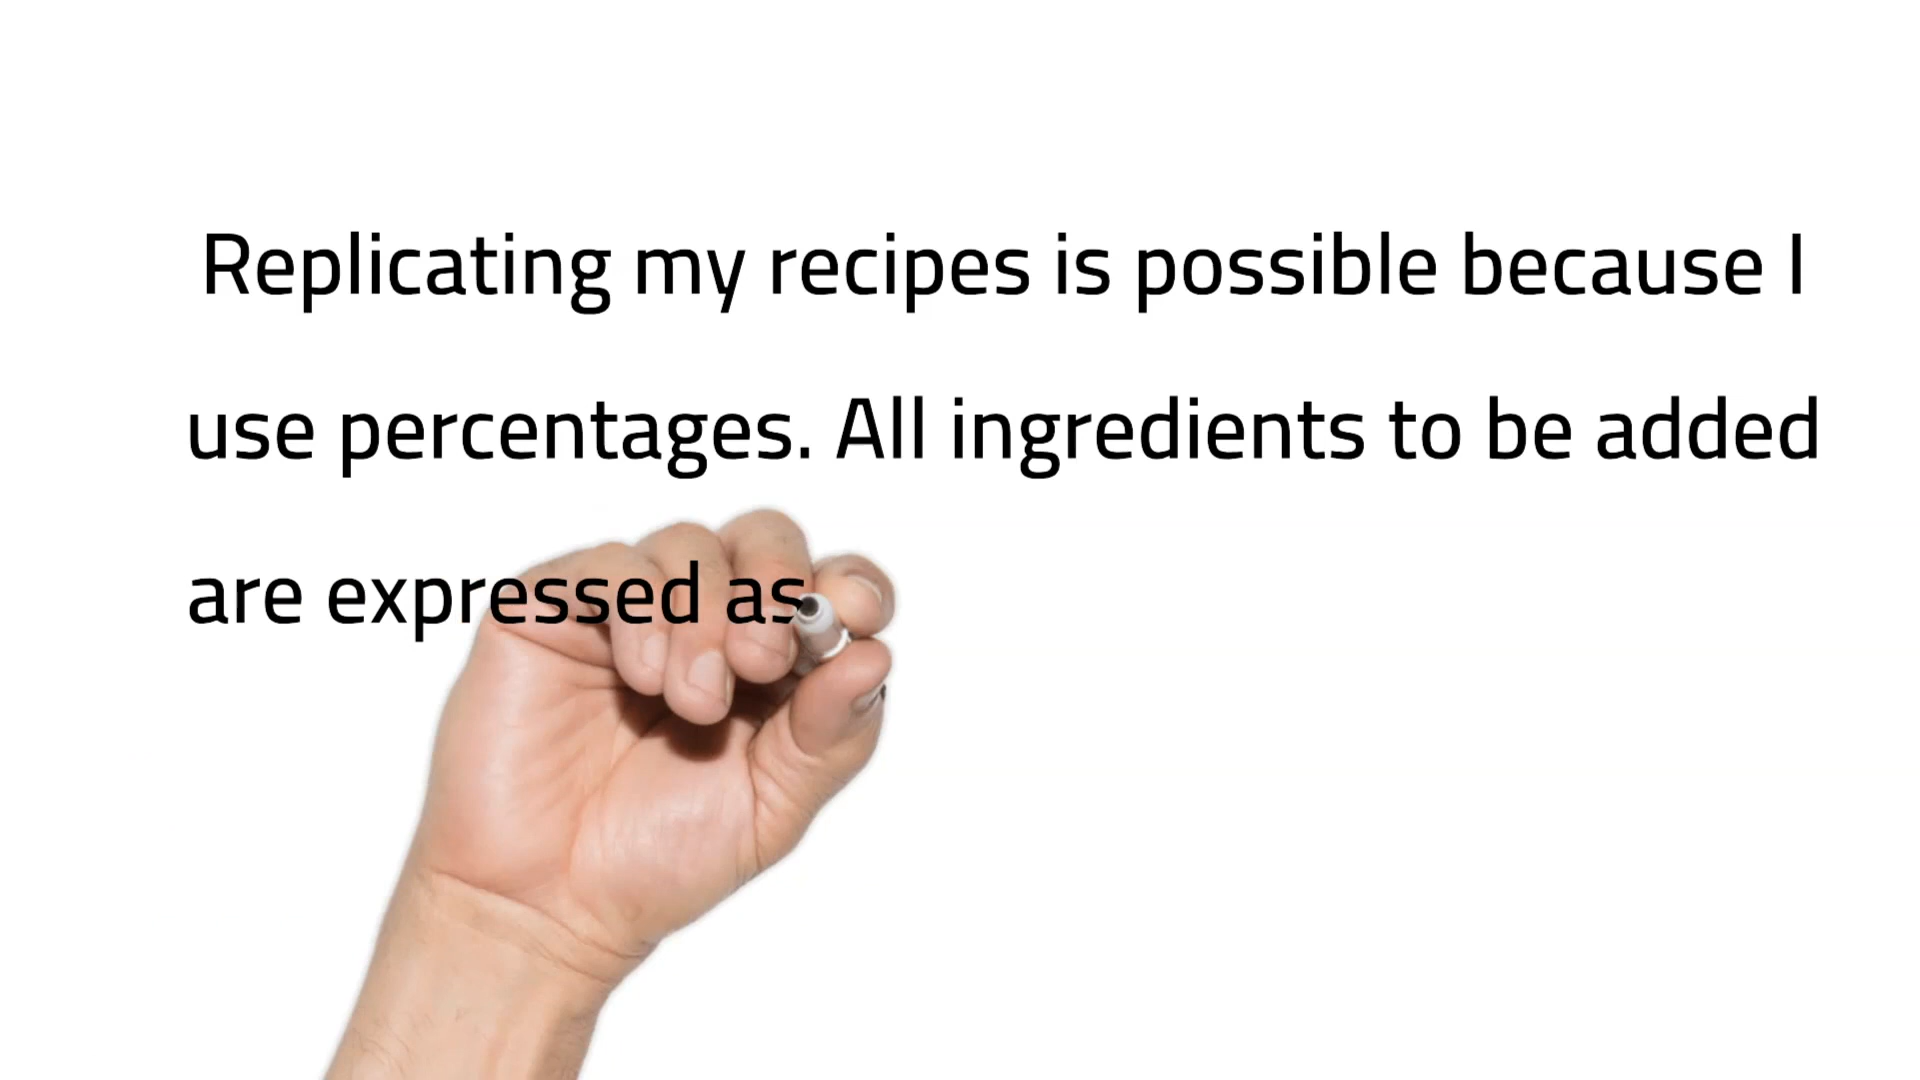 Replicating my recipes is possible because I
use percentages. All ingredients to be added
are expressed as